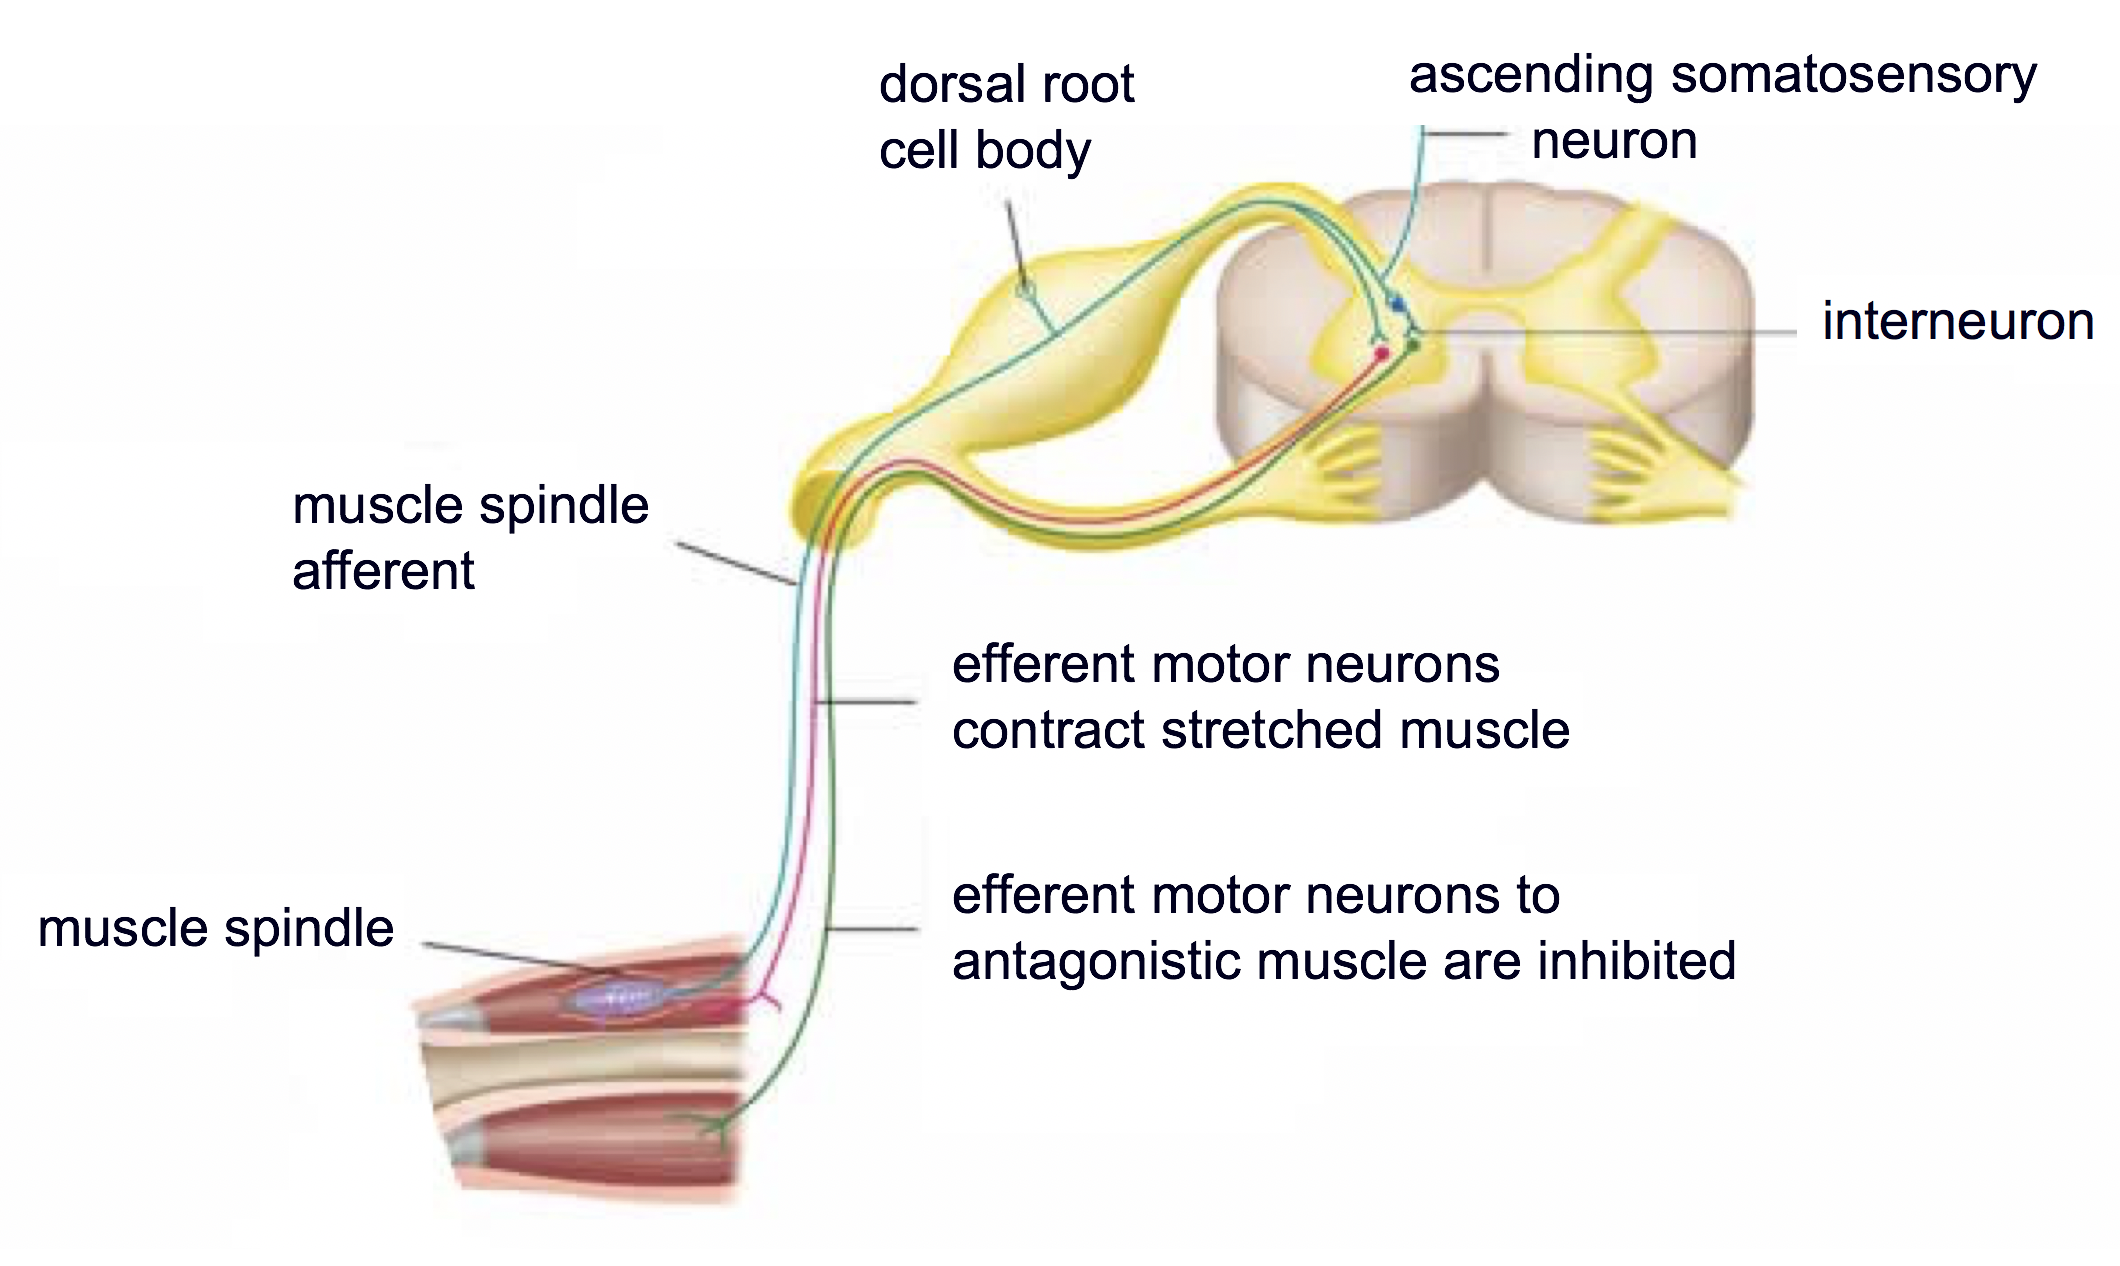 dorsal root
cell body
ascending somatosensory
neuron
interneuron
muscle spindle
afferent
efferent motor neurons
contract stretched muscle
muscle spindle
efferent motor neurons to
antagonistic muscle are inhibited